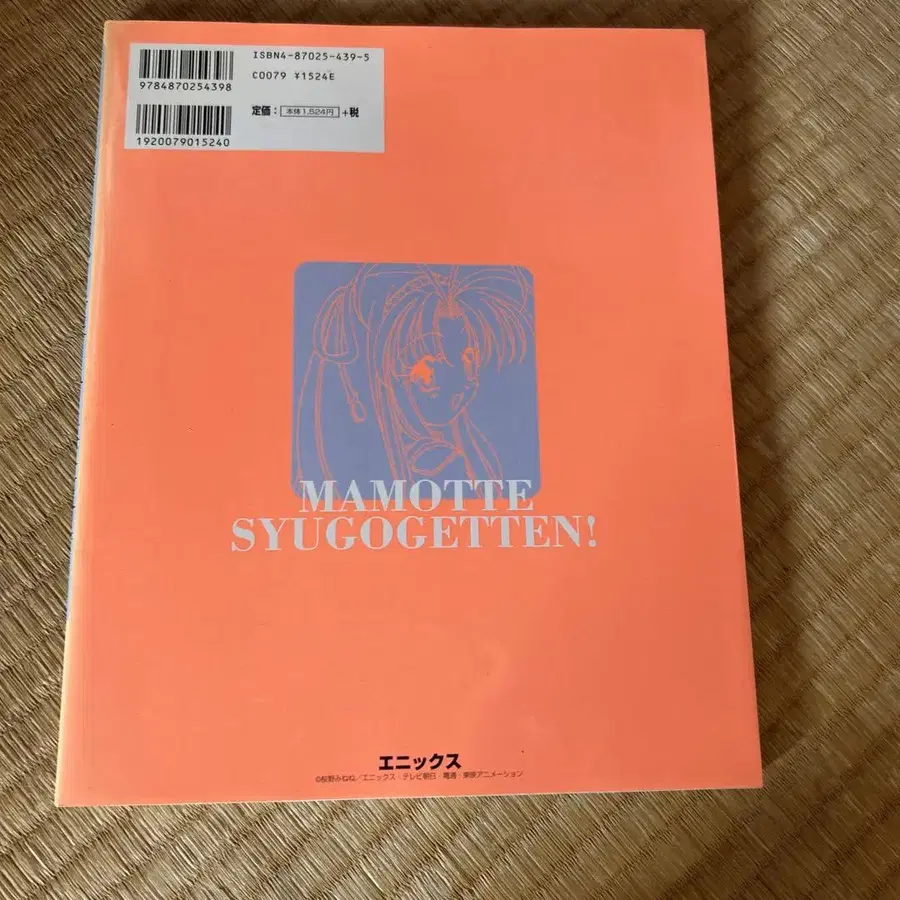 ISBN4-87025-439-5
C0079 ¥1524E
9784870254398
定価：本体1,524円+税
1920079015240
MAMOTTE
SYUGOGETTEN!
エニックス
©桜野みねね／エニックス・テレビ朝日・電通・東映アニメーション